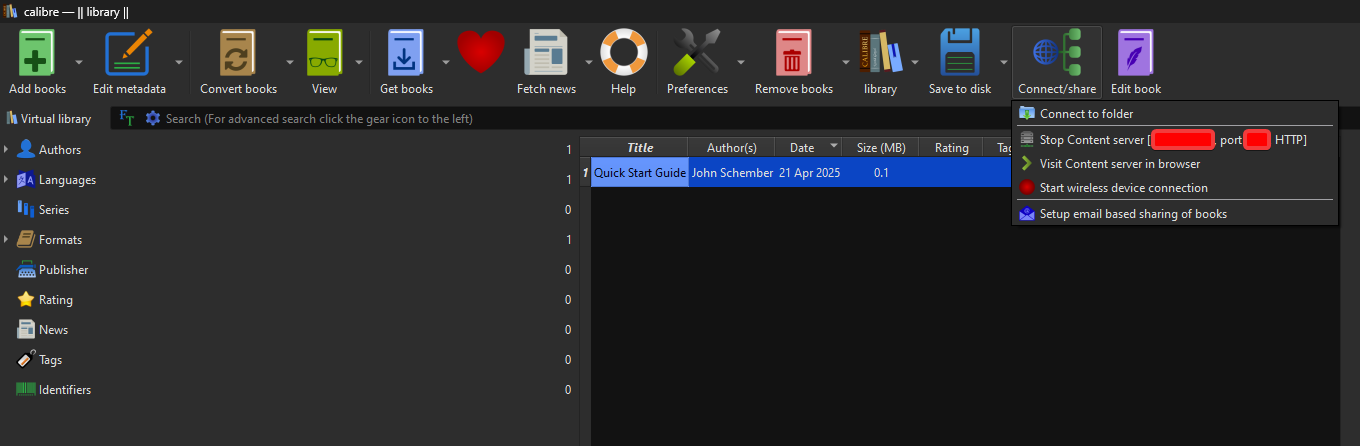 calibre — || library ||
Add books
Edit metadata
Convert books
View
Get books
Fetch news
Help
Preferences
Remove books
CALIBRE
library
Save to disk
Connect/share
Edit book
Virtual library
Search (For advanced search click the gear icon to the left)
Connect to folder
Stop Content server [, port HTTP]
Visit Content server in browser
Start wireless device connection
Setup email based sharing of books
Authors 1
Languages 1
Series 0
Formats 1
Publisher 0
Rating 0
News 0
Tags 0
Identifiers 0
Title Author(s) Date Size (MB) Rating
1 Quick Start Guide John Schember 21 Apr 2025 0.1